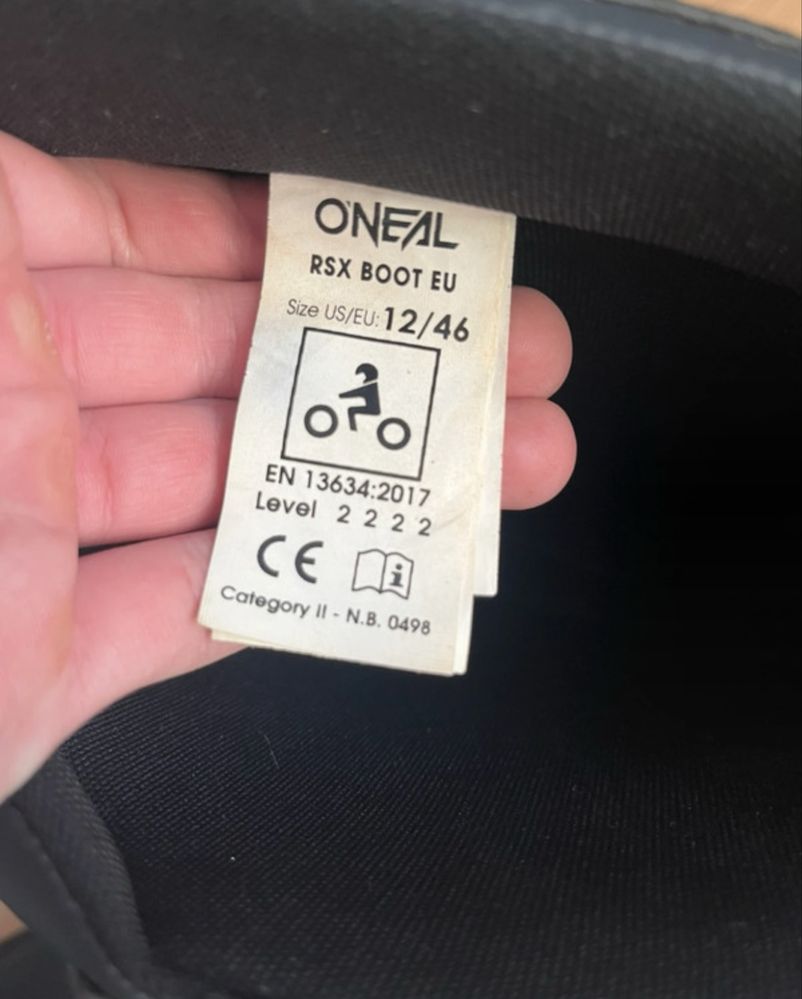 O'NEAL
RSX BOOT EU
Size US/EU: 12/46
EN 13634:2017
Level 2 2 2 2
CE
Category II - N.B. 0498